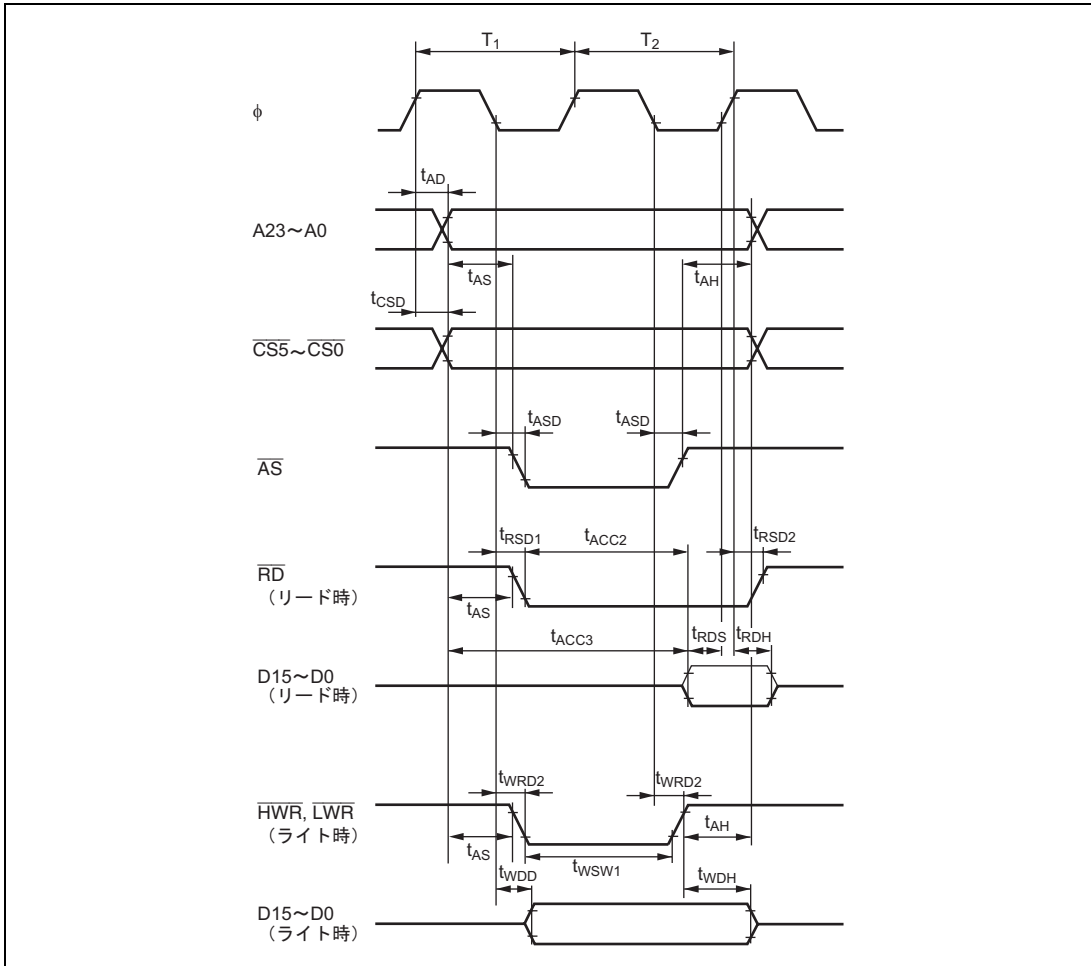 T1 T2
φ
tAD
A23～A0
tAS tAH
tCSD
CS5～CS0
tASD tASD
AS
tRSD1 tACC2 tRSD2
RD
（リード時）
tAS
tACC3 tRDS tRDH
D15～D0
（リード時）
tWRD2 tWRD2
HWR, LWR
（ライト時）
tAS tAH
tWDD tWSW1 tWDH
D15～D0
（ライト時）